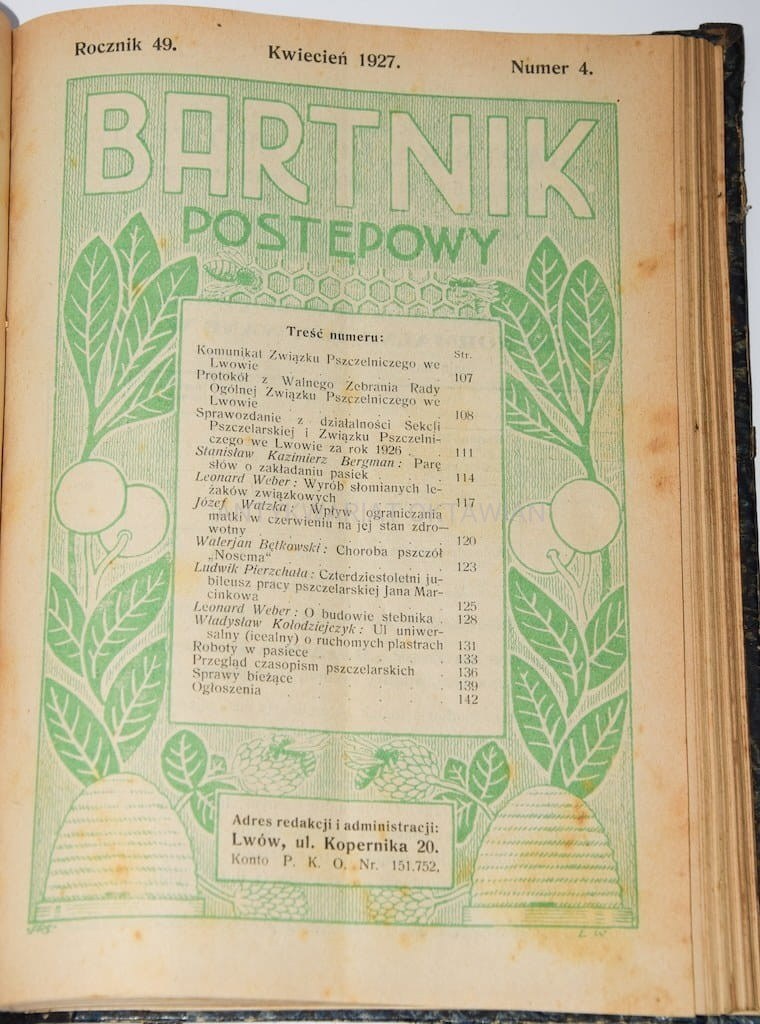 Rocznik 49.
Kwiecień 1927.
Numer 4.
BARTNIK
POSTĘPOWY
Treść numeru:
Str.
Komunikat Związku Pszczelniczego we
Lwowie . . . . 107
Protokół z Walnego Zebrania Rady
Ogólnej Związku Pszczelniczego we
Lwowie . . . . 108
Sprawozdanie z działalności Sekcji
Pszczelarskiej i Związku Pszczelni-
czego we Lwowie za rok 1926 . 111
Stanisław Kazimierz Bergman: Parę
słów o zakładaniu pasiek . . 114
Leonard Weber: Wyrób słomianych le-
żaków związkowych . . . 117
Józef Watzka: Wpływ ograniczania
matki w czerwieniu na jej stan zdro-
wotny . . . . 120
Walerjan Bętkowski: Choroba pszczół
„Nosema“ . . . . 123
Ludwik Pierzchała: Czterdziestoletni ju-
bileusz pracy pszczelarskiej Jana Mar-
cinkowa . . . . 125
Leonard Weber: O budowie stebnika . 128
Władysław Kołodziejczyk: Ul uniwer-
salny (icealny) o ruchomych plastrach 131
Roboty w pasiece . . . . 133
Przegląd czasopism pszczelarskich . 136
Sprawy bieżące . . . . 139
Ogłoszenia . . . . 142
Adres redakcji i administracji:
Lwów, ul. Kopernika 20.
Konto P. K. O. Nr. 151.752,
L W